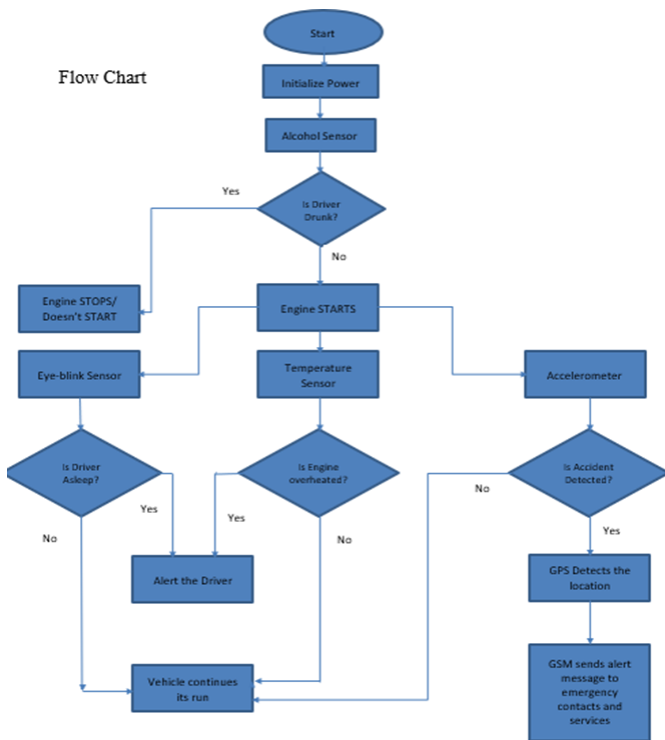 Start
Flow Chart
Initialize Power
Alcohol Sensor
Yes
Is Driver
Drunk?
No
Engine STOPS/
Doesn't START
Engine STARTS
Eye-blink Sensor
Temperature
Sensor
Accelerometer
Is Driver
Asleep?
Is Engine
overheated?
Is Accident
Detected?
No
Yes
Yes
No
No
Yes
Alert the Driver
GPS Detects the
location
Vehicle continues
its run
GSM sends alert
message to
emergency
contacts and
services